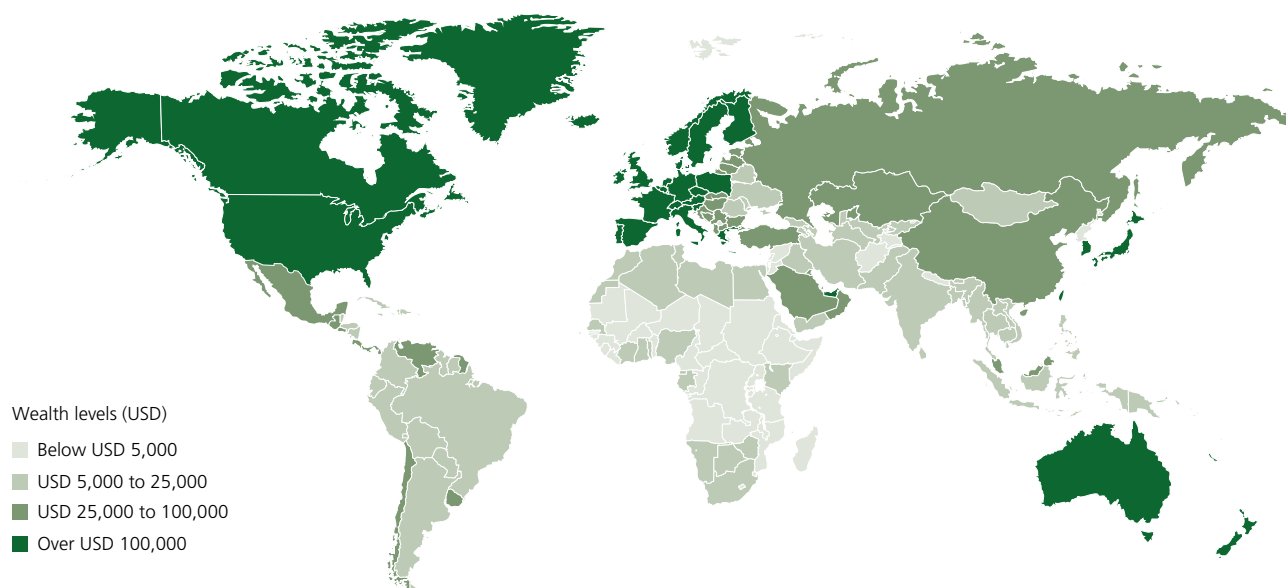 Wealth levels (USD)
Below USD 5,000
USD 5,000 to 25,000
USD 25,000 to 100,000
Over USD 100,000